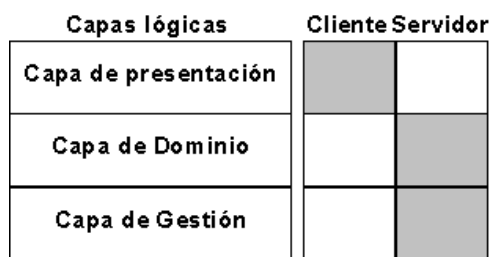 Capas lógicas Cliente Servidor
Capa de presentación
Capa de Dominio
Capa de Gestión